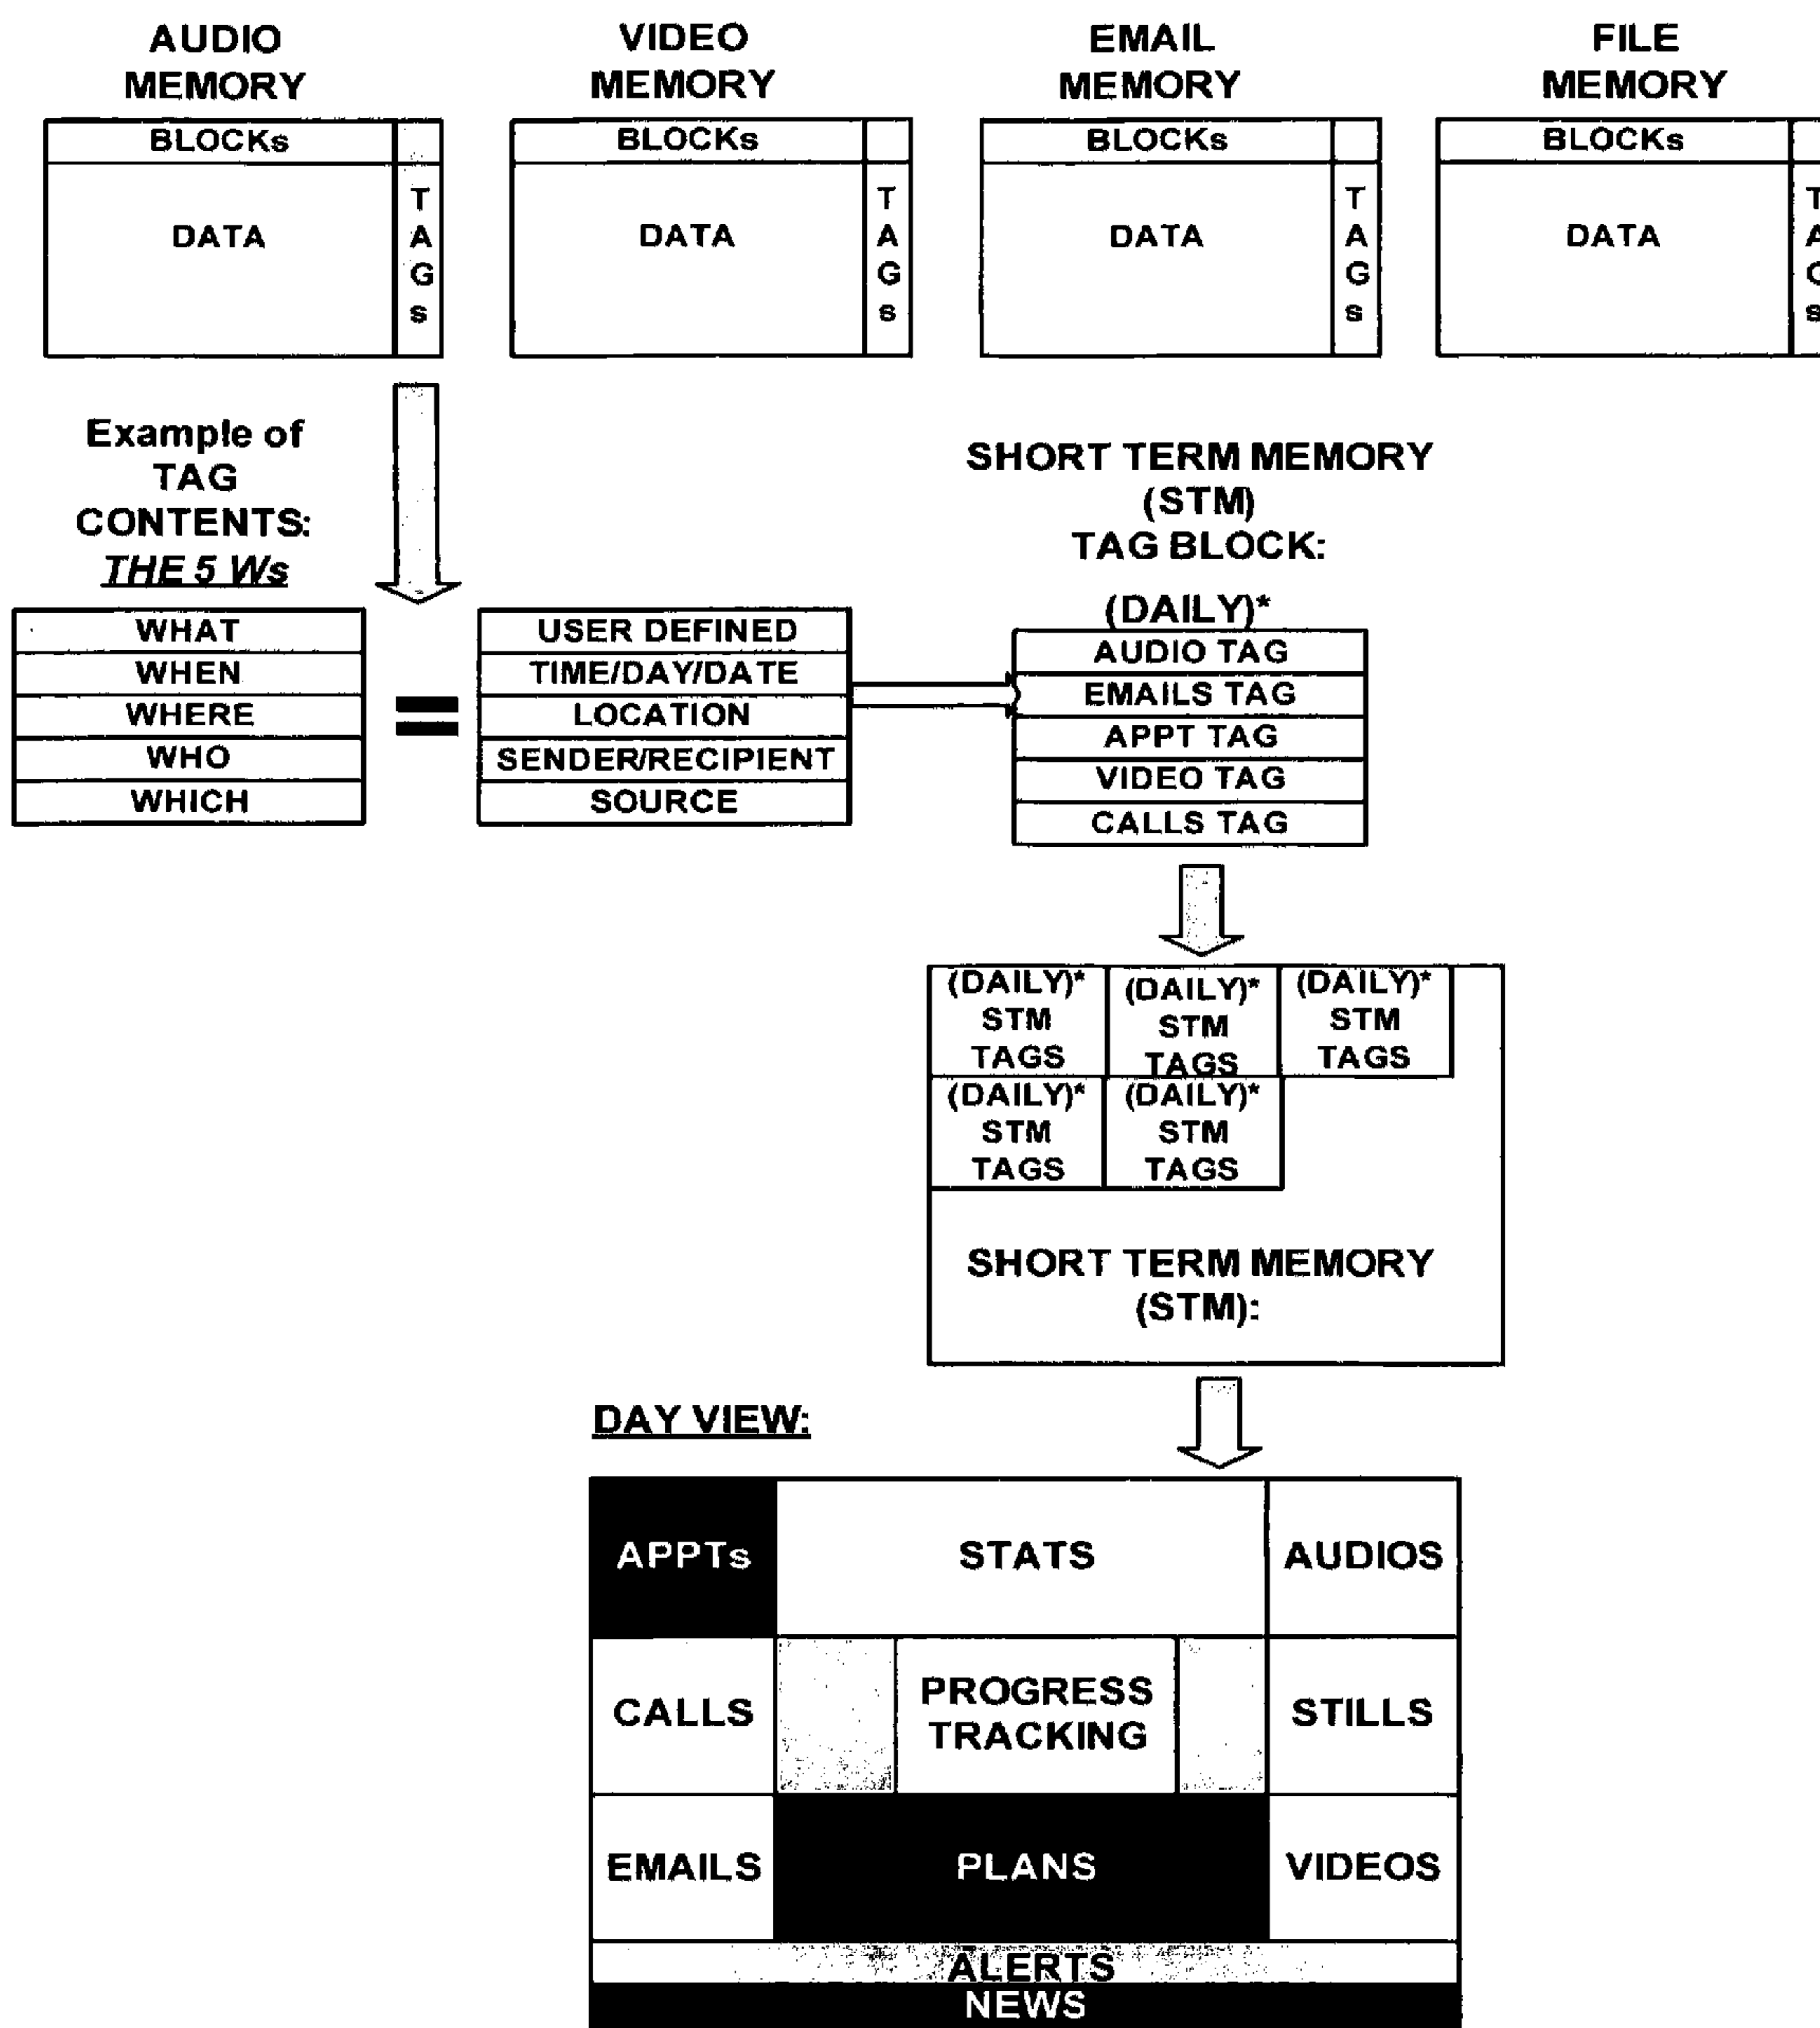 AUDIO
MEMORY
VIDEO
MEMORY
EMAIL
MEMORY
FILE
MEMORY
BLOCKs
DATA
TAGs
BLOCKs
DATA
TAGs
BLOCKs
DATA
TAGs
BLOCKs
DATA
TAGs
Example of
TAG
CONTENTS:
THE 5 Ws
WHAT
WHEN
WHERE
WHO
WHICH
=
USER DEFINED
TIME/DAY/DATE
LOCATION
SENDER/RECIPIENT
SOURCE
SHORT TERM MEMORY
(STM)
TAG BLOCK:
(DAILY)*
AUDIO TAG
EMAILS TAG
APPT TAG
VIDEO TAG
CALLS TAG
(DAILY)*
STM
TAGS
(DAILY)*
STM
TAGS
(DAILY)*
STM
TAGS
(DAILY)*
STM
TAGS
(DAILY)*
STM
TAGS
SHORT TERM MEMORY
(STM):
DAY VIEW:
APPTs
STATS
AUDIOS
CALLS
PROGRESS
TRACKING
STILLS
EMAILS
PLANS
VIDEOS
ALERTS
NEWS